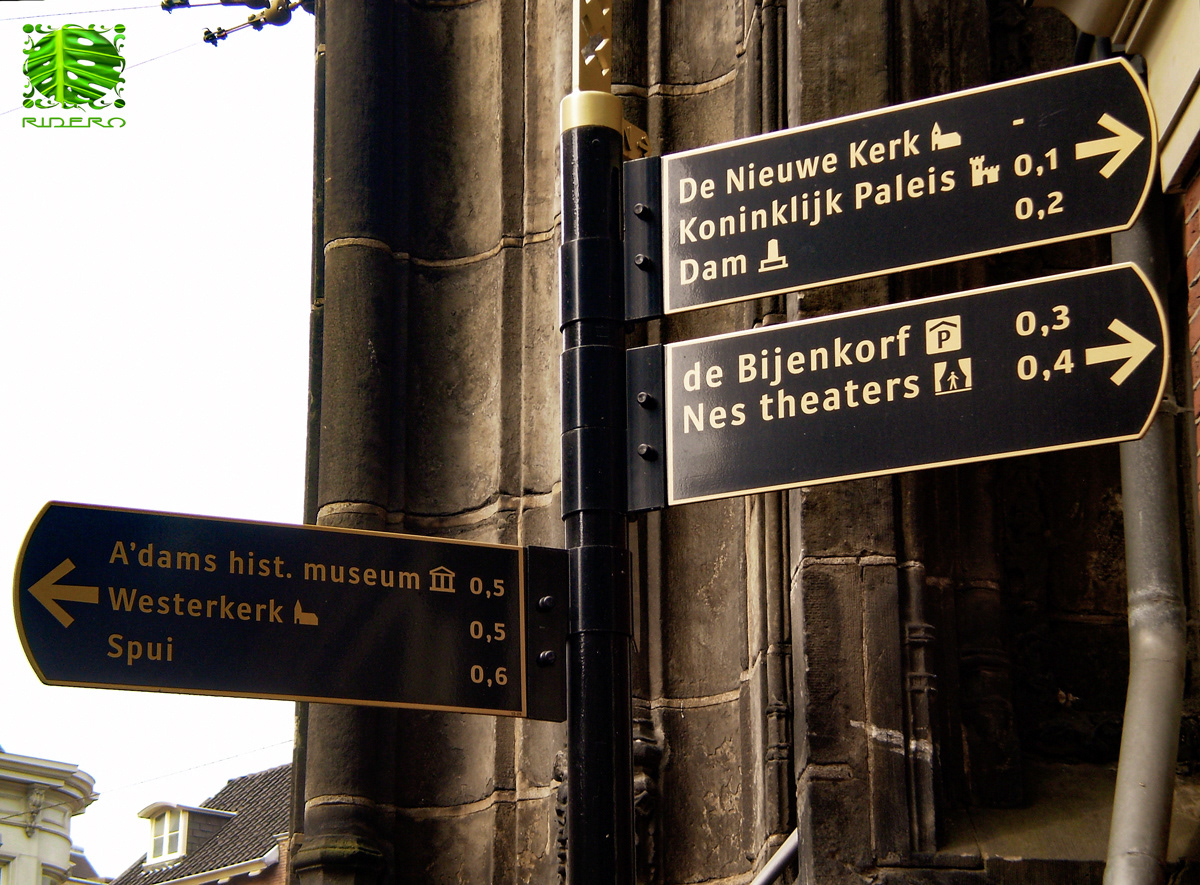 RIDERO
De Nieuwe Kerk -
Koninklijk Paleis 0,1
Dam 0,2
de Bijenkorf P 0,3
Nes theaters 0,4
A'dams hist. museum 0,5
Westerkerk 0,5
Spui 0,6